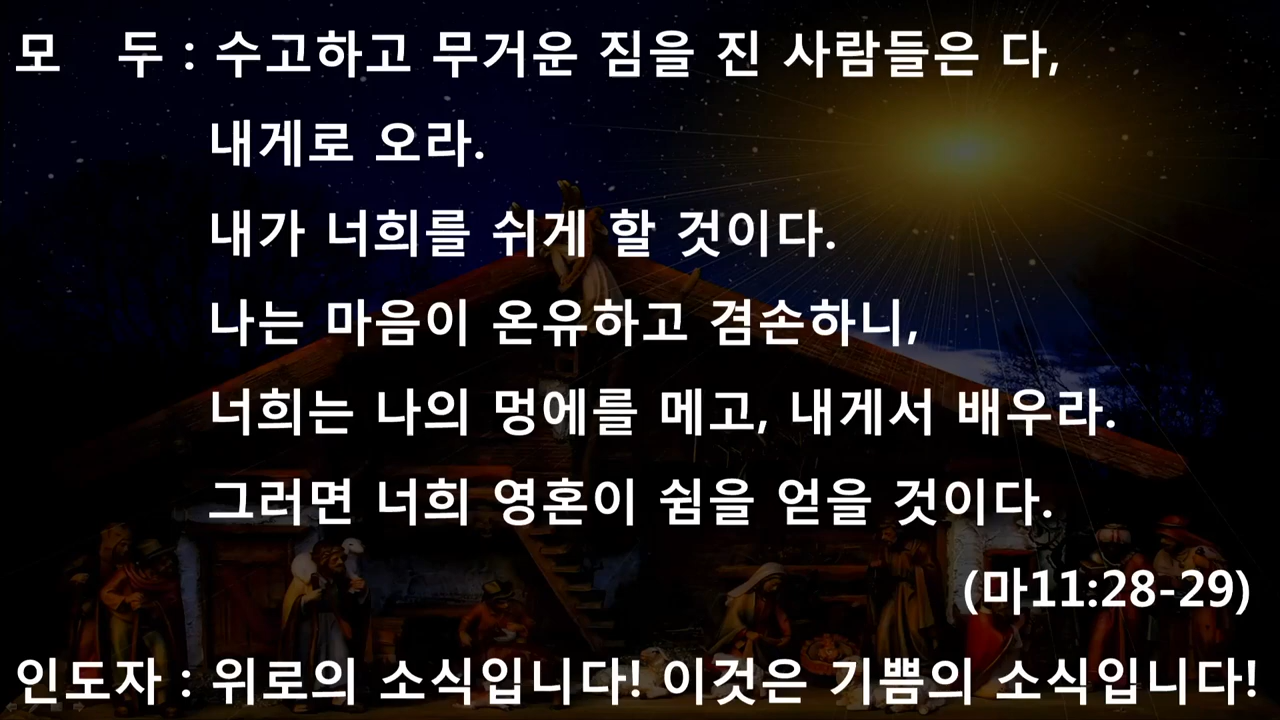 모 두 : 수고하고 무거운 짐을 진 사람들은 다,
내게로 오라.
내가 너희를 쉬게 할 것이다.
나는 마음이 온유하고 겸손하니,
너희는 나의 멍에를 메고, 내게서 배우라.
그러면 너희 영혼이 쉼을 얻을 것이다.
(마11:28-29)
인도자 : 위로의 소식입니다! 이것은 기쁨의 소식입니다!